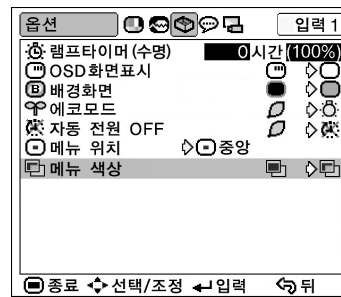 옵션 입력 1
램프타이머 (수명) 0 시간 (100%)
OSD화면표시
B 배경화면
에코모드
자동 전원 OFF
메뉴 위치 중앙
메뉴 색상
종료 선택/조정 입력 뒤